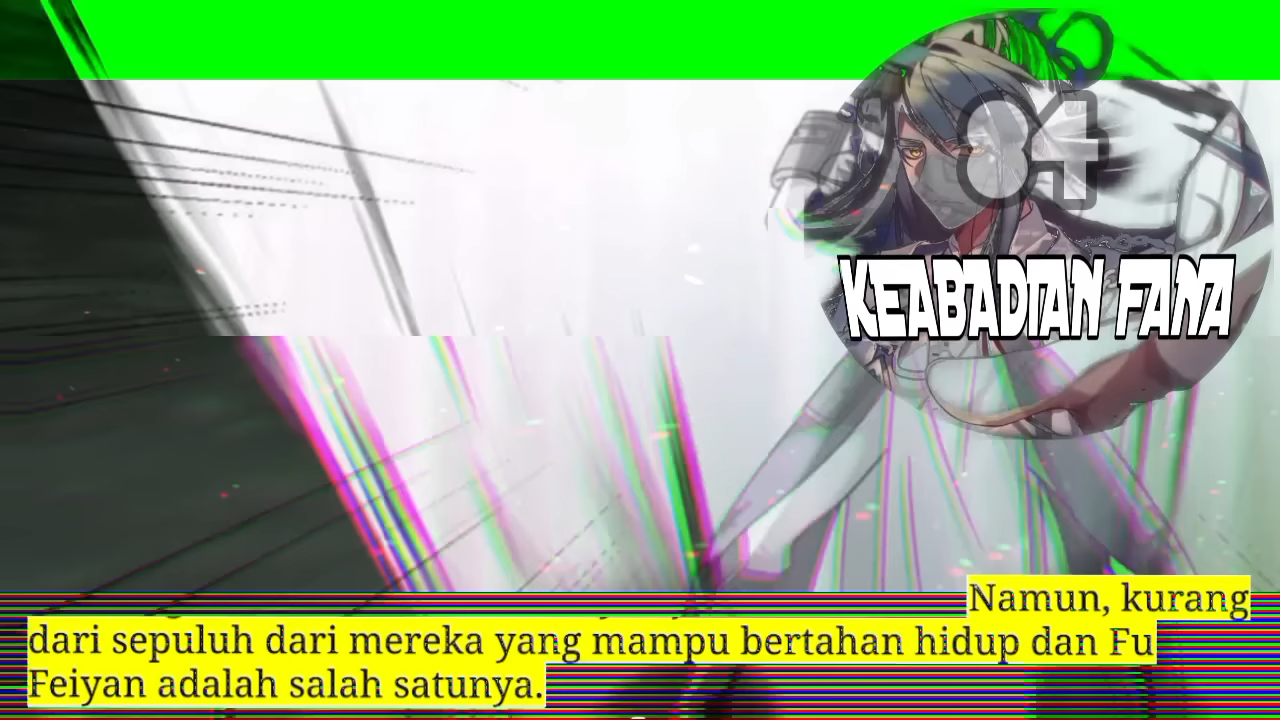 84
KEABADIAN FANA
Namun, kurang
dari sepuluh dari mereka yang mampu bertahan hidup dan Fu
Feiyan adalah salah satunya.